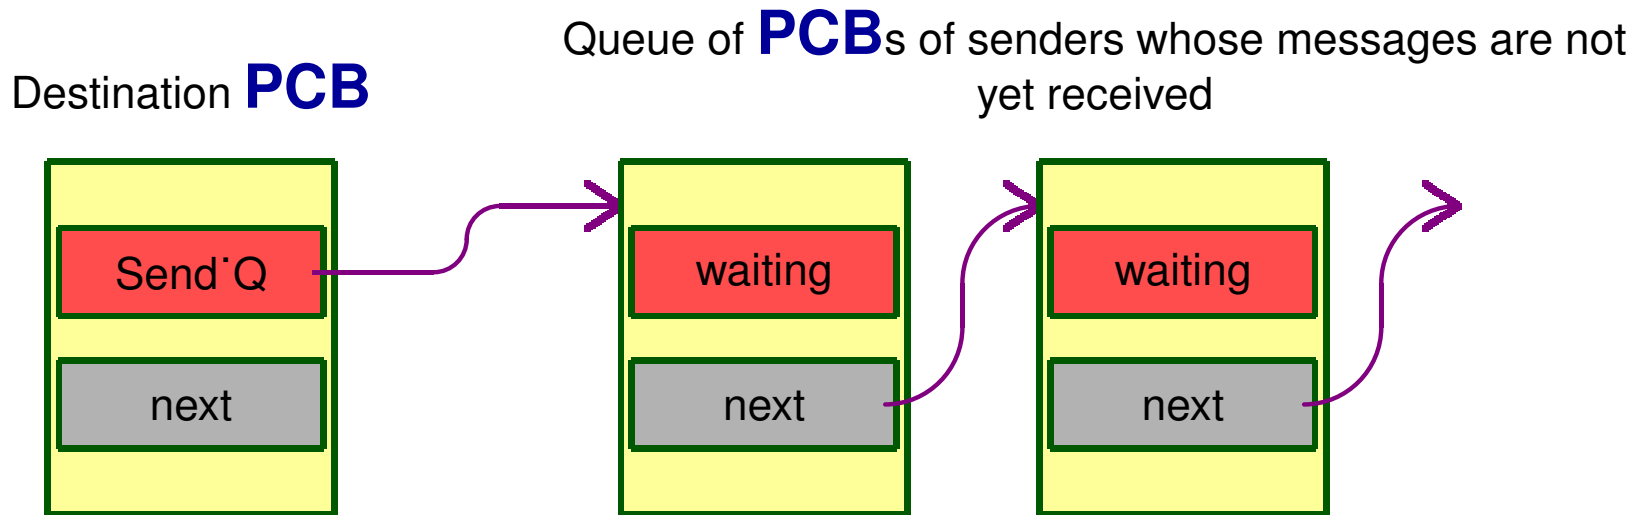 Queue of PCBs of senders whose messages are not
yet received
Destination PCB
Send˙Q
waiting
waiting
next
next
next